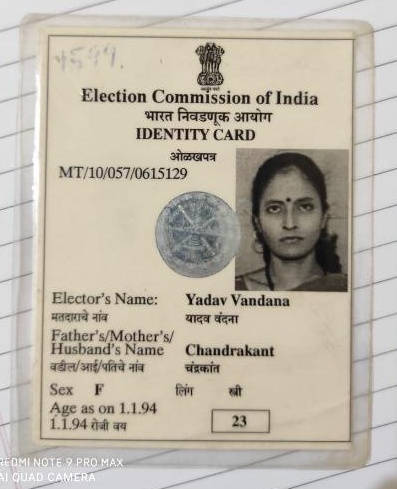 4599.
Election Commission of India
भारत निवडणूक आयोग
IDENTITY CARD
ओळखपत्र
MT/10/057/0615129
Elector's Name: Yadav Vandana
मतदाराचे नांव यादव वंदना
Father's/Mother's/
Husband's Name Chandrakant
वडील/आई/पतिचे नांव चंद्रकांत
Sex F लिंग स्त्री
Age as on 1.1.94
1.1.94 रोजी वय 23
REDMI NOTE 9 PRO MAX
AI QUAD CAMERA